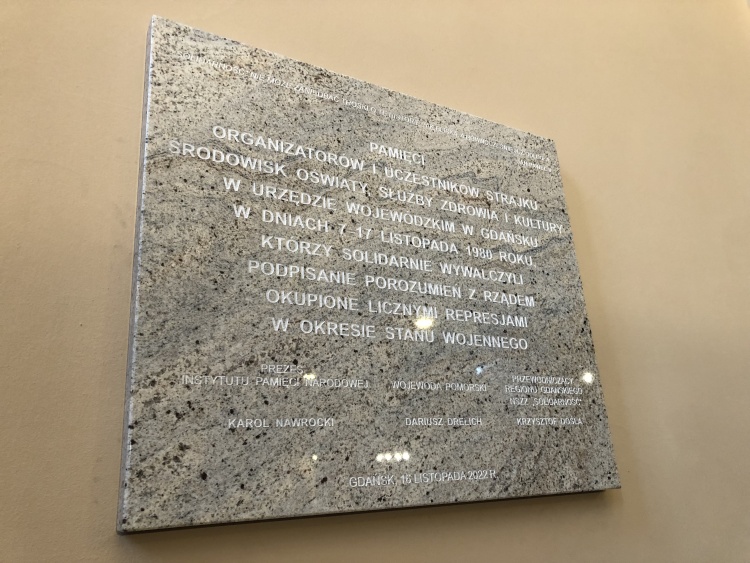 PAMIĘCI
ORGANIZATORÓW I UCZESTNIKÓW STRAJKU
ŚRODOWISK OŚWIATY, SŁUŻBY ZDROWIA I KULTURY
W URZĘDZIE WOJEWÓDZKIM W GDAŃSKU
W DNIACH 7-17 LISTOPADA 1980 ROKU
KTÓRZY SOLIDARNIE WYWALCZYLI
PODPISANIE POROZUMIEŃ Z RZĄDEM
OKUPIONE LICZNYMI REPRESJAMI
W OKRESIE STANU WOJENNEGO
PREZES
INSTYTUTU PAMIĘCI NARODOWEJ
KAROL NAWROCKI
WOJEWODA POMORSKI
DARIUSZ DRELICH
PRZEWODNICZĄCY
REGIONU GDAŃSKIEGO
NSZZ „SOLIDARNOŚĆ"
KRZYSZTOF DOŚLA
GDAŃSK, 16 LISTOPADA 2022 R.